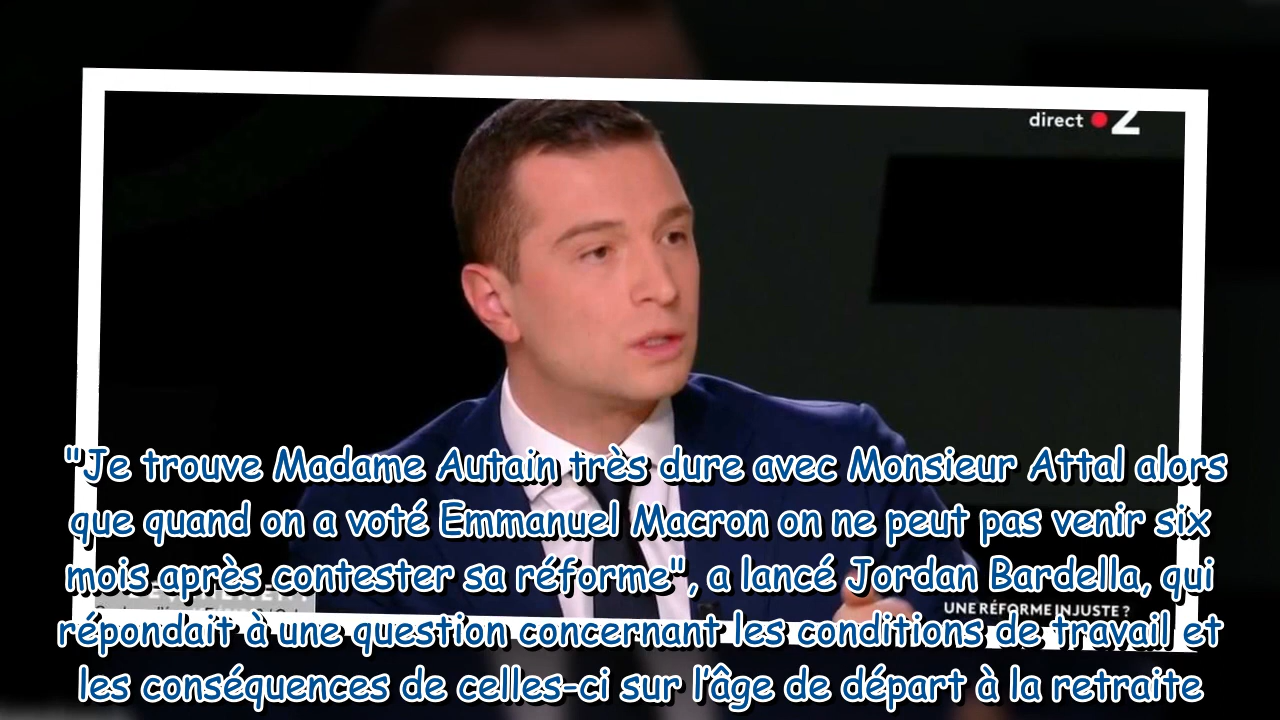 direct 2
"Je trouve Madame Autain très dure avec Monsieur Attal alors
que quand on a voté Emmanuel Macron on ne peut pas venir six
mois après contester sa réforme", a lancé Jordan Bardella, qui
UNE RÉFORME INJUSTE ?
répondait à une question concernant les conditions de travail et
les conséquences de celles-ci sur l'âge de départ à la retraite